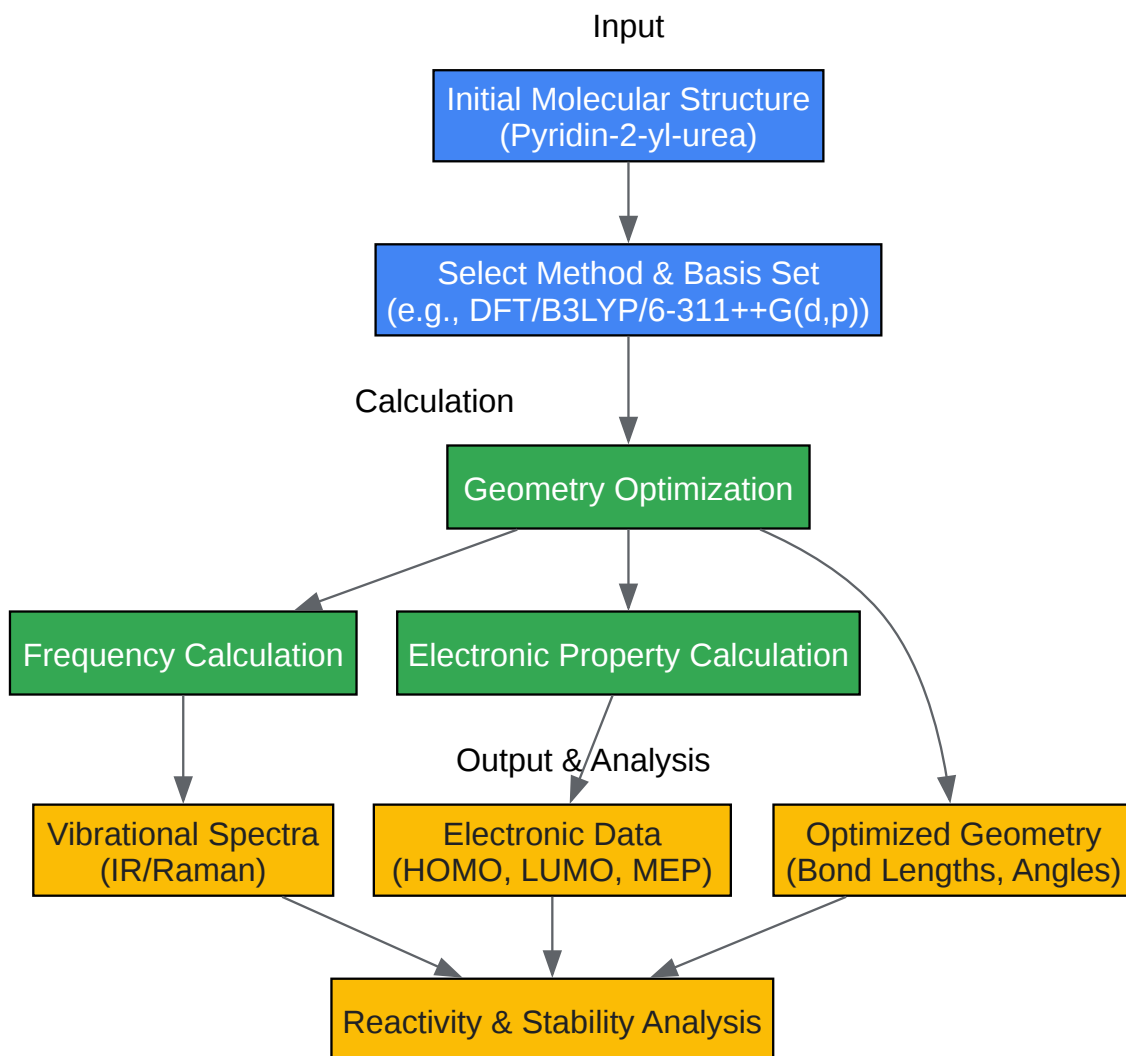 Input
Initial Molecular Structure
(Pyridin-2-yl-urea)
Select Method & Basis Set
(e.g., DFT/B3LYP/6-311++G(d,p))
Calculation
Geometry Optimization
Frequency Calculation
Electronic Property Calculation
Output & Analysis
Vibrational Spectra
(IR/Raman)
Electronic Data
(HOMO, LUMO, MEP)
Optimized Geometry
(Bond Lengths, Angles)
Reactivity & Stability Analysis